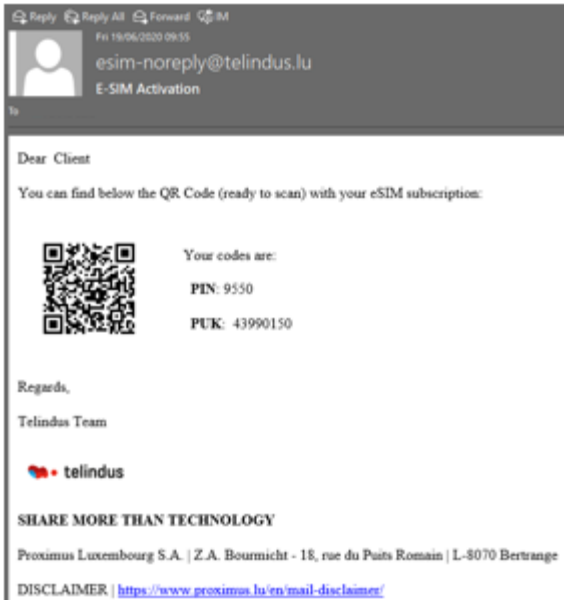 Reply Reply All Forward IM
Fri 19/06/2020 09:55
esim-noreply@telindus.lu
E-SIM Activation
To
Dear Client
You can find below the QR Code (ready to scan) with your eSIM subscription:
Your codes are:
PIN: 9550
PUK: 43990150
Regards,
Telindus Team
telindus
SHARE MORE THAN TECHNOLOGY
Proximus Luxembourg S.A. | Z.A. Bourmicht - 18, rue du Puits Romain | L-8070 Bertrange
DISCLAIMER | https://www.proximus.lu/en/mail-disclaimer/